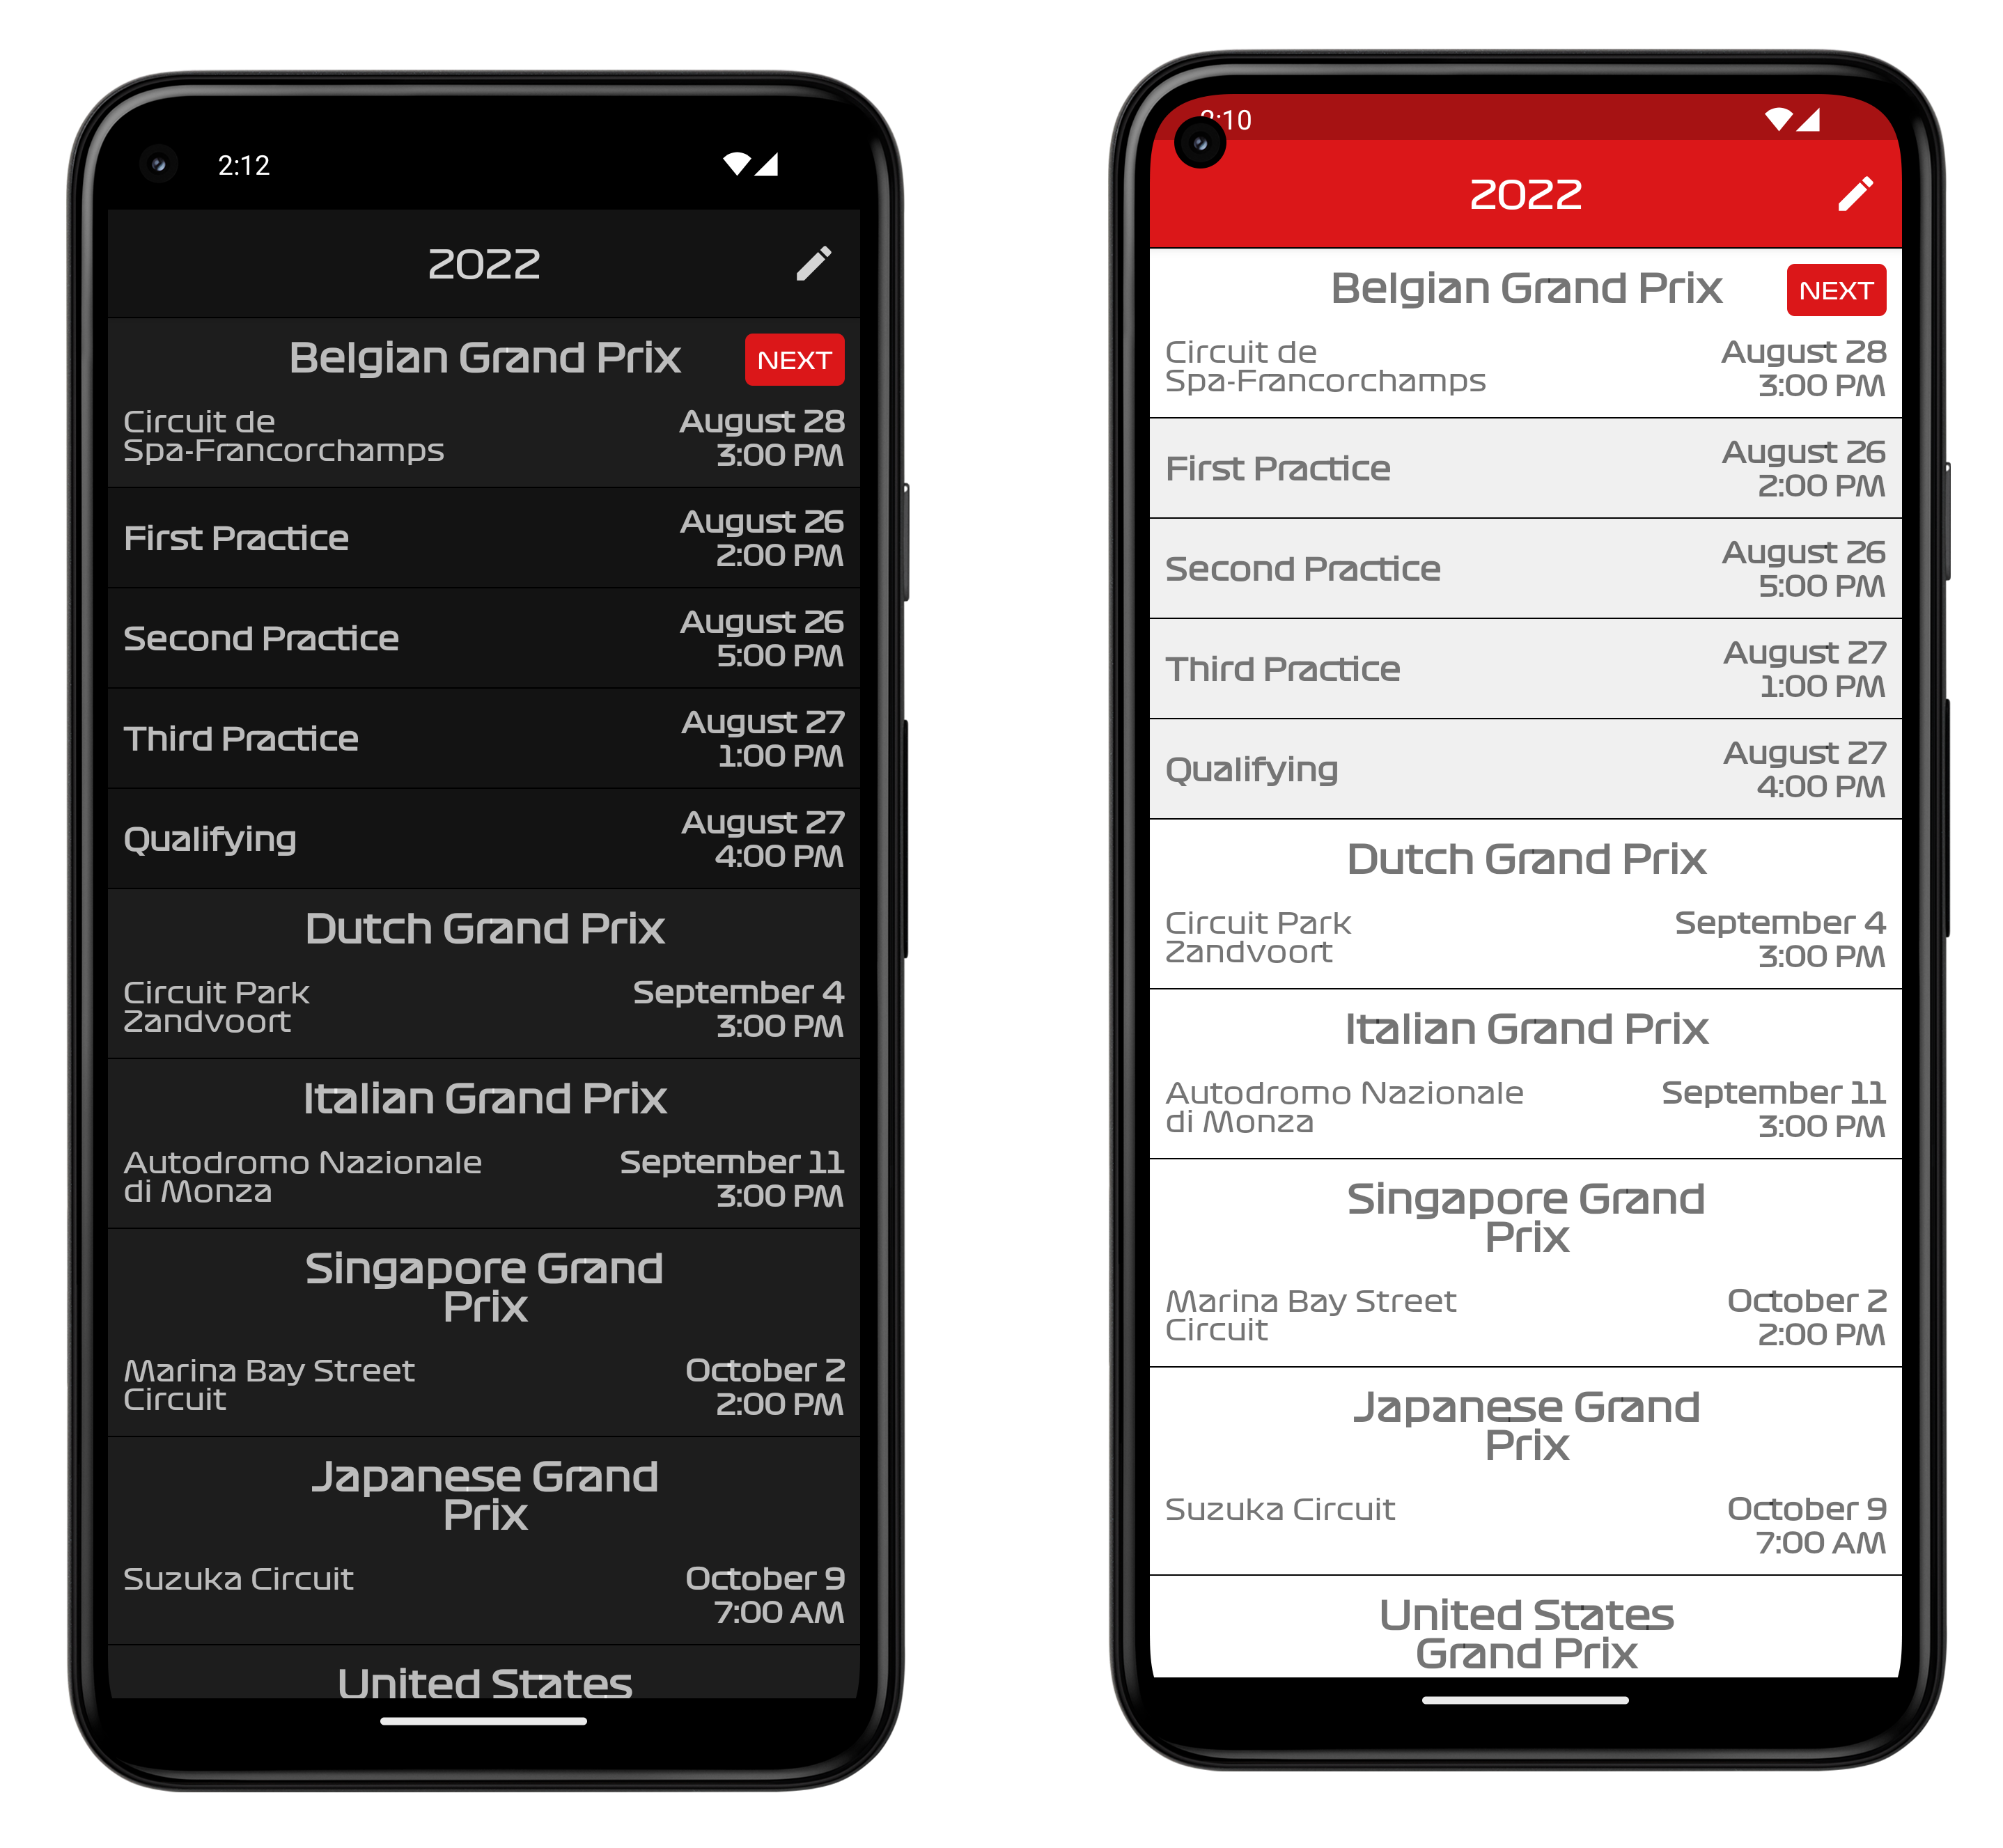 2:12
2022
Belgian Grand Prix
NEXT
Circuit de
Spa-Francorchamps
August 28
3:00 PM
First Practice
August 26
2:00 PM
Second Practice
August 26
5:00 PM
Third Practice
August 27
1:00 PM
Qualifying
August 27
4:00 PM
Dutch Grand Prix
Circuit Park
Zandvoort
September 4
3:00 PM
Italian Grand Prix
Autodromo Nazionale
di Monza
September 11
3:00 PM
Singapore Grand
Prix
Marina Bay Street
Circuit
October 2
2:00 PM
Japanese Grand
Prix
Suzuka Circuit
October 9
7:00 AM
United States
2:10
2022
Belgian Grand Prix
NEXT
Circuit de
Spa-Francorchamps
August 28
3:00 PM
First Practice
August 26
2:00 PM
Second Practice
August 26
5:00 PM
Third Practice
August 27
1:00 PM
Qualifying
August 27
4:00 PM
Dutch Grand Prix
Circuit Park
Zandvoort
September 4
3:00 PM
Italian Grand Prix
Autodromo Nazionale
di Monza
September 11
3:00 PM
Singapore Grand
Prix
Marina Bay Street
Circuit
October 2
2:00 PM
Japanese Grand
Prix
Suzuka Circuit
October 9
7:00 AM
United States
Grand Prix